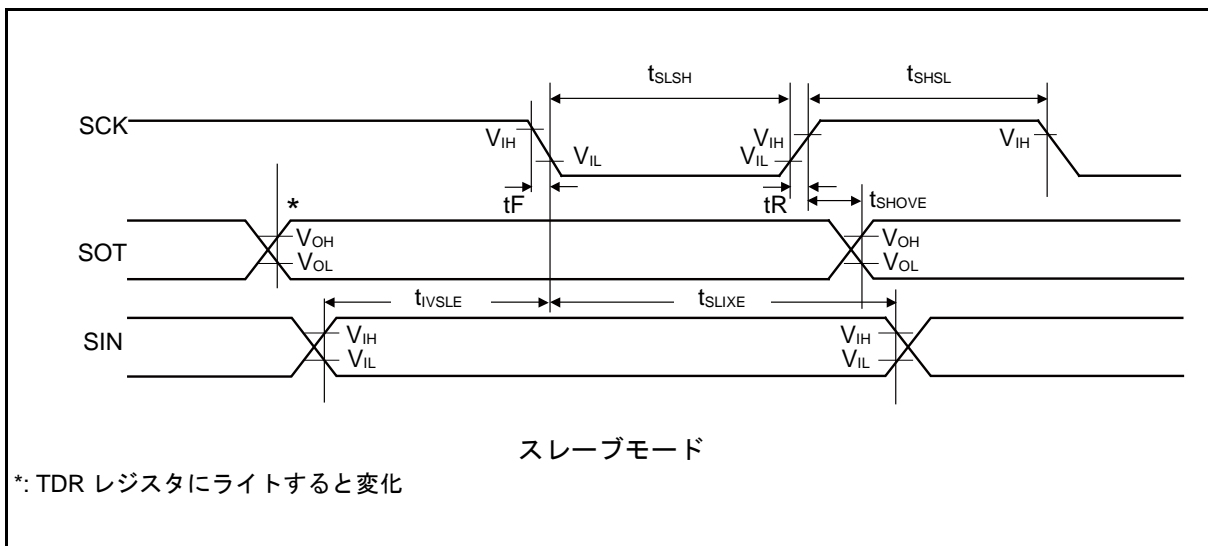 tSLSH
tSHSL
SCK
VIH
VIL
VIH
VIL
VIH
tF
tR
tSHOVE
*
SOT
VOH
VOL
VOH
VOL
tIVSLE
tSLIXE
SIN
VIH
VIL
VIH
VIL
スレーブモード
*: TDR レジスタにライトすると変化